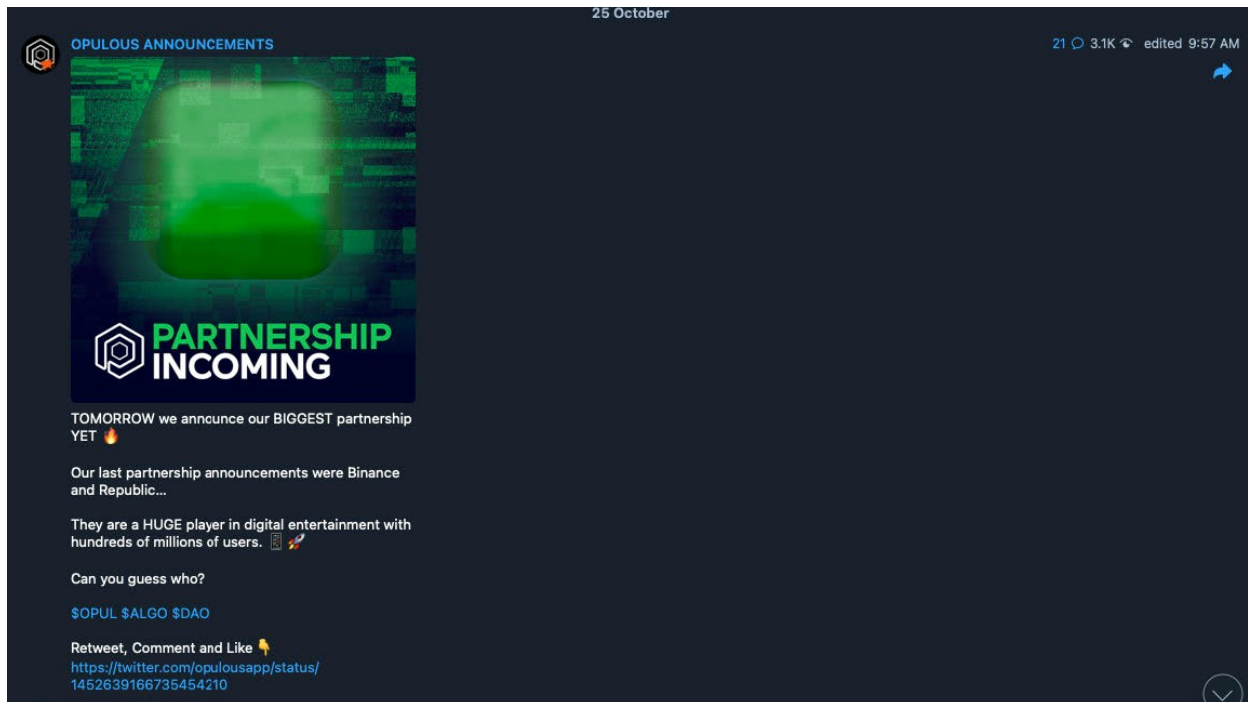 25 October
OPULOUS ANNOUNCEMENTS
21 3.1K edited 9:57 AM
PARTNERSHIP
INCOMING
TOMORROW we announce our BIGGEST partnership
YET 🔥
Our last partnership announcements were Binance
and Republic...
They are a HUGE player in digital entertainment with
hundreds of millions of users. 📱 🚀
Can you guess who?
$OPUL $ALGO $DAO
Retweet, Comment and Like 👇
https://twitter.com/opulousapp/status/
1452639166735454210